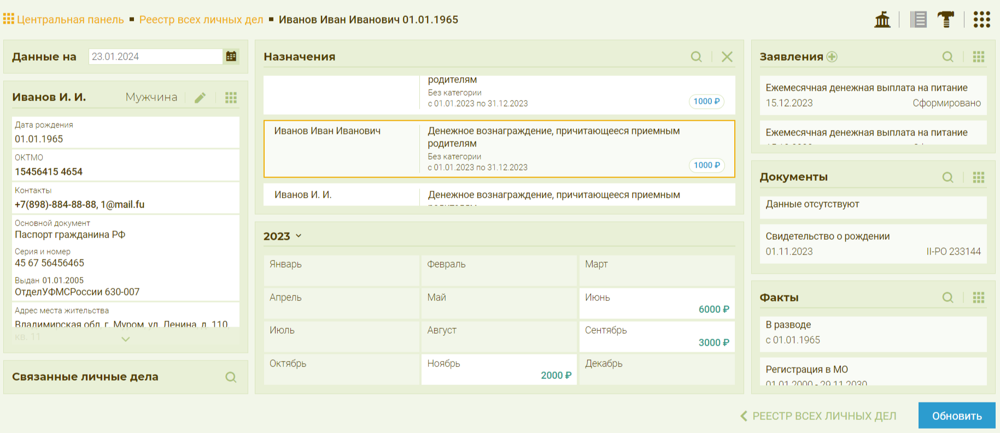 Центральная панель ▪ Реестр всех личных дел ▪ Иванов Иван Иванович 01.01.1965
Данные на 23.01.2024
Иванов И. И. Мужчина
Дата рождения
01.01.1965
ОКТМО
15456415 4654
Контакты
+7(898)-884-88-88, 1@mail.fu
Основной документ
Паспорт гражданина РФ
Серия и номер
45 67 56456465
Выдан 01.01.2005
ОтделУФМСРоссии 630-007
Адрес места жительства
Владимирская обл, г. Муром, ул. Ленина, д. 110,
кв. 11
Связанные личные дела
Назначения
родителям
Без категории
с 01.01.2023 по 31.12.2023
1000 ₽
Иванов Иван Иванович
Денежное вознаграждение, причитающееся приемным
родителям
Без категории
с 01.01.2023 по 31.12.2023
1000 ₽
Иванов И. И.
Денежное вознаграждение, причитающееся приемным
2023
Январь
Февраль
Март
Апрель
Май
Июнь
6000 ₽
Июль
Август
Сентябрь
3000 ₽
Октябрь
Ноябрь
2000 ₽
Декабрь
Заявления
Ежемесячная денежная выплата на питание
15.12.2023 Сформировано
Ежемесячная денежная выплата на питание
Документы
Данные отсутствуют
Свидетельство о рождении
01.11.2023 II-РО 233144
Факты
В разводе
с 01.01.1965
Регистрация в МО
01.01.2000 - 29.11.2030
РЕЕСТР ВСЕХ ЛИЧНЫХ ДЕЛ
Обновить